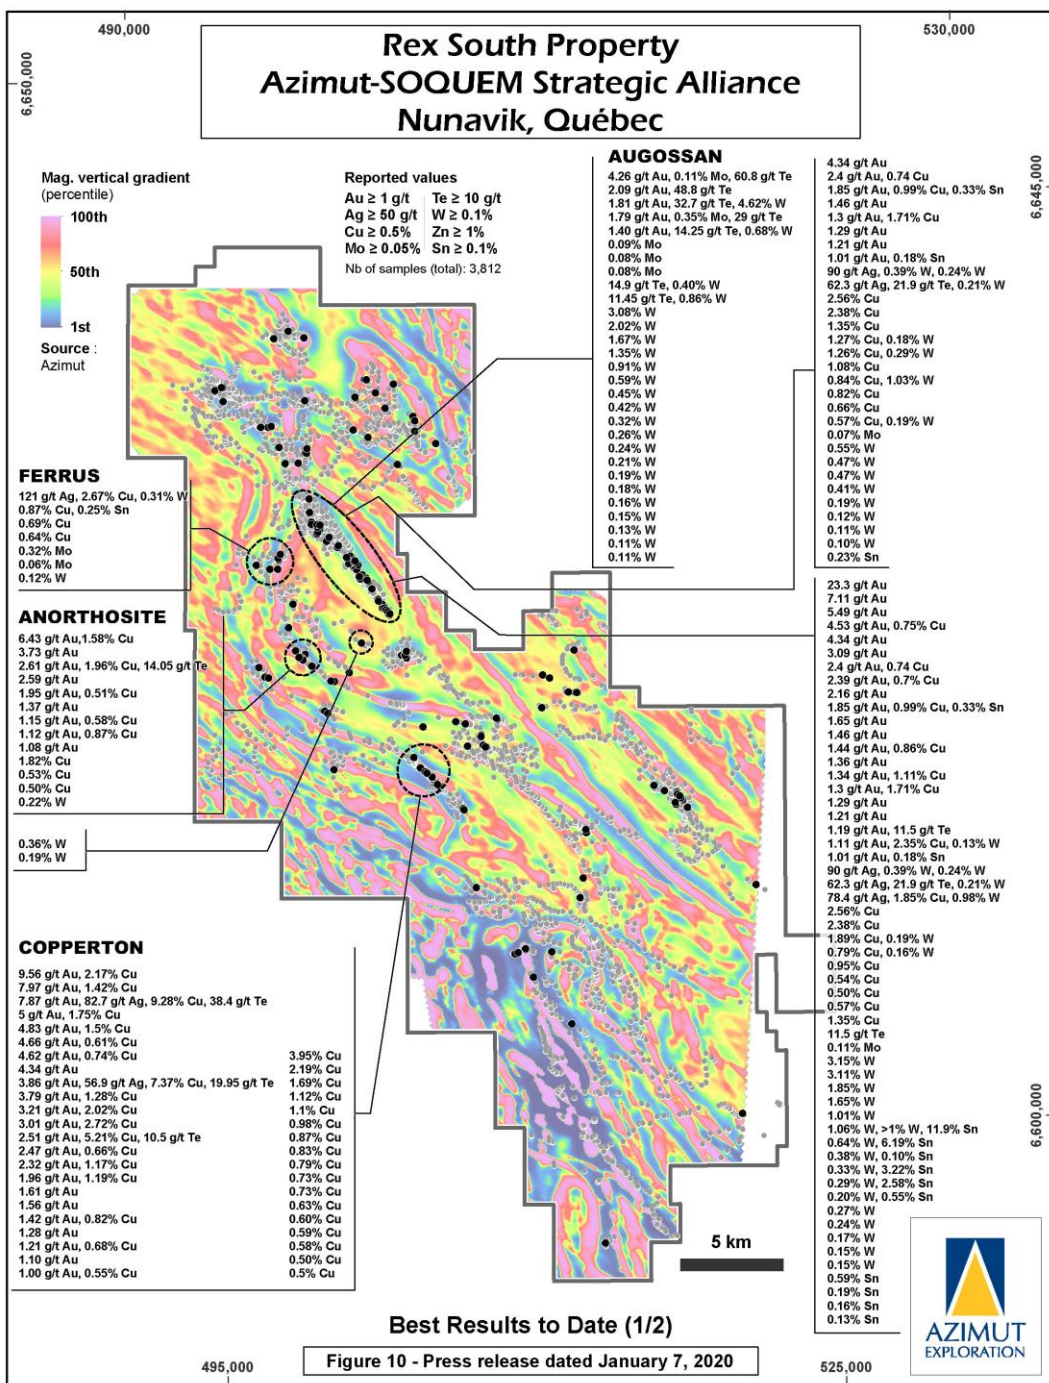 490,000
530,000
6,650,000
Rex South Property
Azimut-SOQUEM Strategic Alliance
Nunavik, Québec
6,645,000
Mag. vertical gradient
(percentile)
100th
50th
1st
Source :
Azimut
Reported values
Au ≥ 1 g/t Te ≥ 10 g/t
Ag ≥ 50 g/t W ≥ 0.1%
Cu ≥ 0.5% Zn ≥ 1%
Mo ≥ 0.05% Sn ≥ 0.1%
Nb of samples (total): 3,812
AUGOSSAN
4.26 g/t Au, 0.11% Mo, 60.8 g/t Te
2.09 g/t Au, 48.8 g/t Te
1.81 g/t Au, 32.7 g/t Te, 4.62% W
1.79 g/t Au, 0.35% Mo, 29 g/t Te
1.40 g/t Au, 14.25 g/t Te, 0.68% W
0.09% Mo
0.08% Mo
0.08% Mo
14.9 g/t Te, 0.40% W
11.45 g/t Te, 0.86% W
3.08% W
2.02% W
1.67% W
1.35% W
0.91% W
0.59% W
0.45% W
0.42% W
0.32% W
0.26% W
0.24% W
0.21% W
0.19% W
0.18% W
0.16% W
0.15% W
0.13% W
0.11% W
0.11% W
4.34 g/t Au
2.4 g/t Au, 0.74 Cu
1.85 g/t Au, 0.99% Cu, 0.33% Sn
1.46 g/t Au
1.3 g/t Au, 1.71% Cu
1.29 g/t Au
1.21 g/t Au
1.01 g/t Au, 0.18% Sn
90 g/t Ag, 0.39% W, 0.24% W
62.3 g/t Ag, 21.9 g/t Te, 0.21% W
2.56% Cu
2.38% Cu
1.35% Cu
1.27% Cu, 0.18% W
1.26% Cu, 0.29% W
1.08% Cu
0.84% Cu, 1.03% W
0.82% Cu
0.66% Cu
0.57% Cu, 0.19% W
0.07% Mo
0.55% W
0.47% W
0.47% W
0.41% W
0.19% W
0.12% W
0.11% W
0.10% W
0.23% Sn
FERRUS
121 g/t Ag, 2.67% Cu, 0.31% W
0.87% Cu, 0.25% Sn
0.69% Cu
0.64% Cu
0.32% Mo
0.06% Mo
0.12% W
ANORTHOSITE
6.43 g/t Au,1.58% Cu
3.73 g/t Au
2.61 g/t Au, 1.96% Cu, 14.05 g/t Te
2.59 g/t Au
1.95 g/t Au, 0.51% Cu
1.37 g/t Au
1.15 g/t Au, 0.58% Cu
1.12 g/t Au, 0.87% Cu
1.08 g/t Au
1.82% Cu
0.53% Cu
0.50% Cu
0.22% W
0.36% W
0.19% W
23.3 g/t Au
7.11 g/t Au
5.49 g/t Au
4.53 g/t Au, 0.75% Cu
4.34 g/t Au
3.09 g/t Au
2.4 g/t Au, 0.74 Cu
2.39 g/t Au, 0.7% Cu
2.16 g/t Au
1.85 g/t Au, 0.99% Cu, 0.33% Sn
1.65 g/t Au
1.46 g/t Au
1.44 g/t Au, 0.86% Cu
1.36 g/t Au
1.34 g/t Au, 1.11% Cu
1.3 g/t Au, 1.71% Cu
1.29 g/t Au
1.21 g/t Au
1.19 g/t Au, 11.5 g/t Te
1.11 g/t Au, 2.35% Cu, 0.13% W
1.01 g/t Au, 0.18% Sn
90 g/t Ag, 0.39% W, 0.24% W
62.3 g/t Ag, 21.9 g/t Te, 0.21% W
78.4 g/t Ag, 1.85% Cu, 0.98% W
2.56% Cu
2.38% Cu
1.89% Cu, 0.19% W
0.79% Cu, 0.16% W
0.95% Cu
0.54% Cu
0.50% Cu
0.57% Cu
1.35% Cu
11.5 g/t Te
0.11% Mo
3.15% W
3.11% W
1.85% W
1.65% W
1.01% W
1.06% W, >1% W, 11.9% Sn
0.64% W, 6.19% Sn
0.38% W, 0.10% Sn
0.33% W, 3.22% Sn
0.29% W, 2.58% Sn
0.20% W, 0.55% Sn
0.27% W
0.24% W
0.17% W
0.15% W
0.15% W
0.59% Sn
0.19% Sn
0.16% Sn
0.13% Sn
COPPERTON
9.56 g/t Au, 2.17% Cu
7.97 g/t Au, 1.42% Cu
7.87 g/t Au, 82.7 g/t Ag, 9.28% Cu, 38.4 g/t Te
5 g/t Au, 1.75% Cu
4.83 g/t Au, 1.5% Cu
4.66 g/t Au, 0.61% Cu
4.62 g/t Au, 0.74% Cu
4.34 g/t Au
3.86 g/t Au, 56.9 g/t Ag, 7.37% Cu, 19.95 g/t Te
3.79 g/t Au, 1.28% Cu
3.21 g/t Au, 2.02% Cu
3.01 g/t Au, 2.72% Cu
2.51 g/t Au, 5.21% Cu, 10.5 g/t Te
2.47 g/t Au, 0.66% Cu
2.32 g/t Au, 1.17% Cu
1.96 g/t Au, 1.19% Cu
1.61 g/t Au
1.56 g/t Au
1.42 g/t Au, 0.82% Cu
1.28 g/t Au
1.21 g/t Au, 0.68% Cu
1.10 g/t Au
1.00 g/t Au, 0.55% Cu
3.95% Cu
2.19% Cu
1.69% Cu
1.12% Cu
1.1% Cu
0.98% Cu
0.87% Cu
0.83% Cu
0.79% Cu
0.73% Cu
0.73% Cu
0.63% Cu
0.60% Cu
0.59% Cu
0.58% Cu
0.50% Cu
0.5% Cu
6,600,000
5 km
AZIMUT
EXPLORATION
Best Results to Date (1/2)
Figure 10 - Press release dated January 7, 2020
495,000
525,000